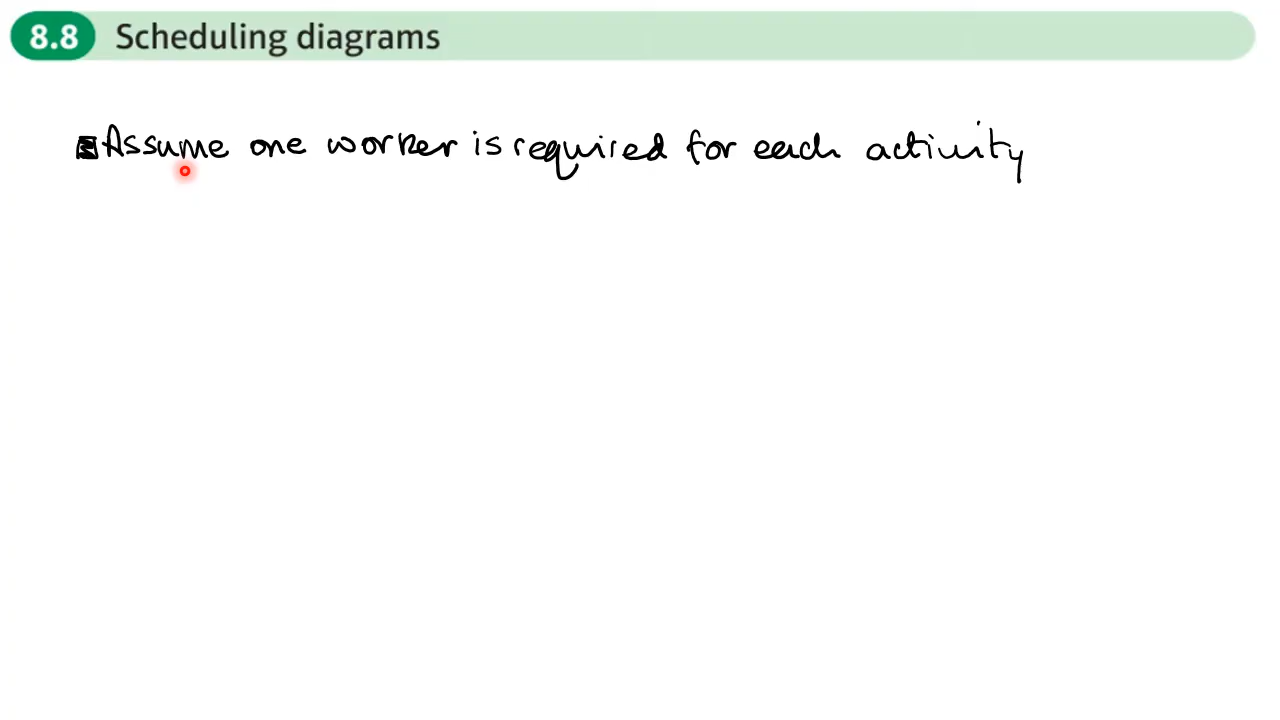 8.8 Scheduling diagrams
Assume one worker is required for each activity